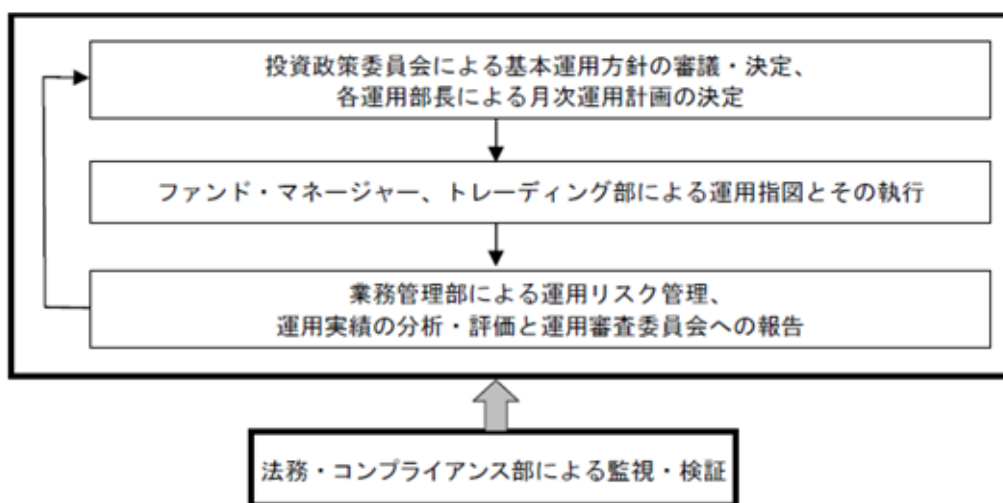 投資政策委員会による基本運用方針の審議・決定、
各運用部長による月次運用計画の決定
ファンド・マネージャー、トレーディング部による運用指図とその執行
業務管理部による運用リスク管理、
運用実績の分析・評価と運用審査委員会への報告
法務・コンプライアンス部による監視・検証